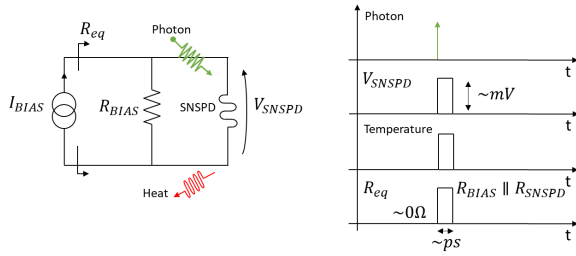 R_eq
Photon
I_BIAS
R_BIAS
SNSPD
V_SNSPD
Heat
Photon
t
V_SNSPD
~mV
t
Temperature
t
R_eq
R_BIAS ∥ R_SNSPD
~0Ω
t
~ps